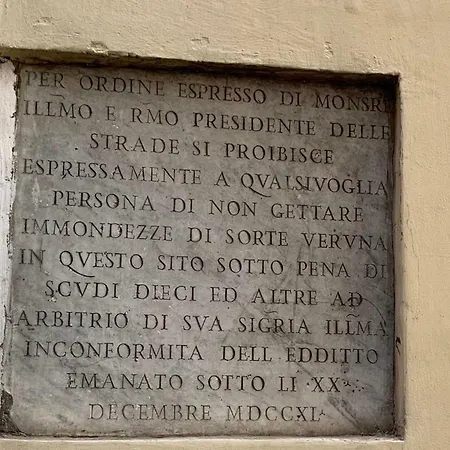 PER ORDINE ESPRESSO DI MONSRE
ILLMO E RMO PRESIDENTE DELLE
STRADE SI PROIBISCE
ESPRESSAMENTE A QVALSIVOGLIA
PERSONA DI NON GETTARE
IMMONDEZZE DI SORTE VERVNA
IN QVESTO SITO SOTTO PENA DI
SCVDI DIECI ED ALTRE AD
ARBITRIO DI SVA SIGRIA ILLMA
INCONFORMITA DELL EDDITTO
EMANATO SOTTO LI XX
DECEMBRE MDCCXL